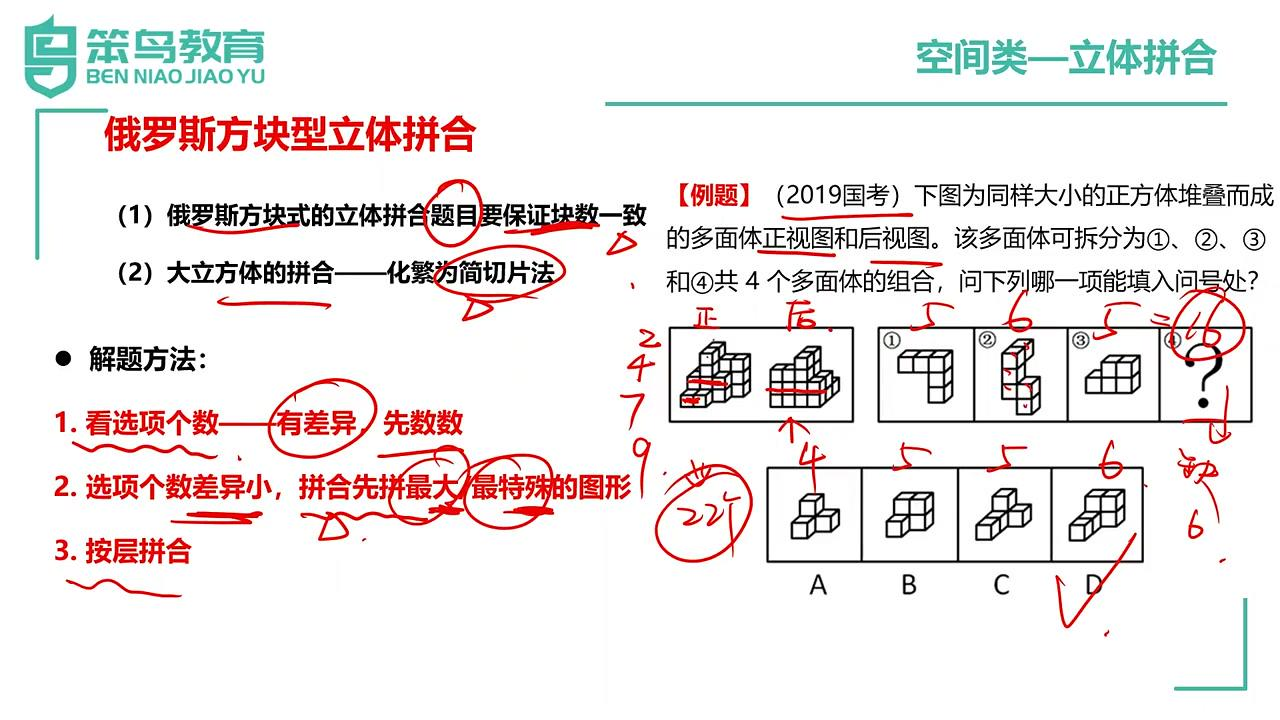 笨鸟教育
BEN NIAO JIAO YU
空间类—立体拼合
俄罗斯方块型立体拼合
（1）俄罗斯方块式的立体拼合题目要保证块数一致
（2）大立方体的拼合——化繁为简切片法
● 解题方法：
1. 看选项个数——有差异，先数数
2. 选项个数差异小，拼合先拼最大/最特殊的图形
3. 按层拼合
【例题】（2019国考）下图为同样大小的正方体堆叠而成
的多面体正视图和后视图。该多面体可拆分为①、②、③
和④共 4 个多面体的组合，问下列哪一项能填入问号处？
正 后 5 6 5 = 16
① ② ③ ④
?
2
4
7
9
22个
缺
6
4 5 5 6
A B C D